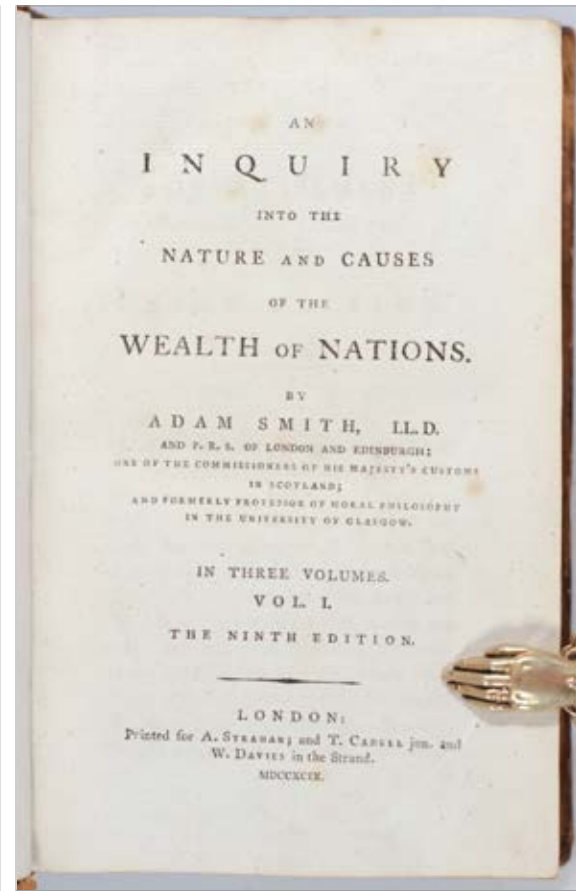 AN
INQUIRY
INTO THE
NATURE AND CAUSES
OF THE
WEALTH OF NATIONS.
BY
ADAM SMITH, LL.D.
AND F. R. S. OF LONDON AND EDINBURGH:
ONE OF THE COMMISSIONERS OF HIS MAJESTY'S CUSTOMS
IN SCOTLAND;
AND FORMERLY PROFESSOR OF MORAL PHILOSOPHY
IN THE UNIVERSITY OF GLASGOW.
IN THREE VOLUMES.
VOL. I.
THE NINTH EDITION.
LONDON:
Printed for A. STRAHAN; and T. CADELL jun. and
W. DAVIES in the Strand.
MDCCXCIX.